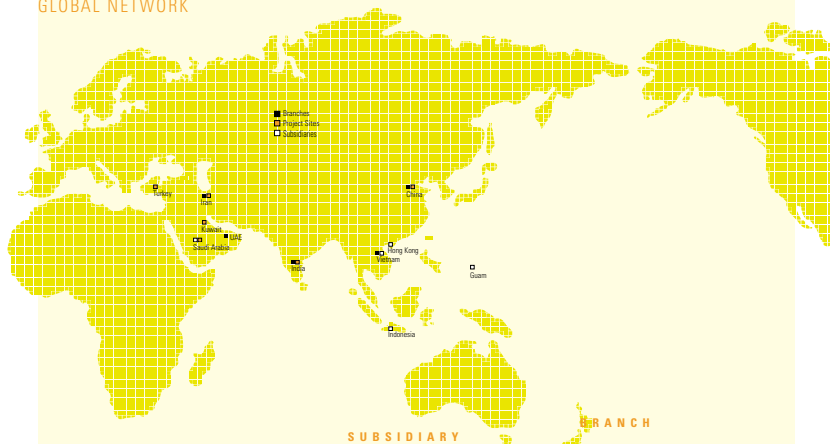 GLOBAL NETWORK
Branches
Project Sites
Subsidiaries
Turkey
Iran
China
Kuwait
UAE
Saudi Arabia
Hong Kong
Vietnam
India
Guam
Indonesia
BRANCH
SUBSIDIARY